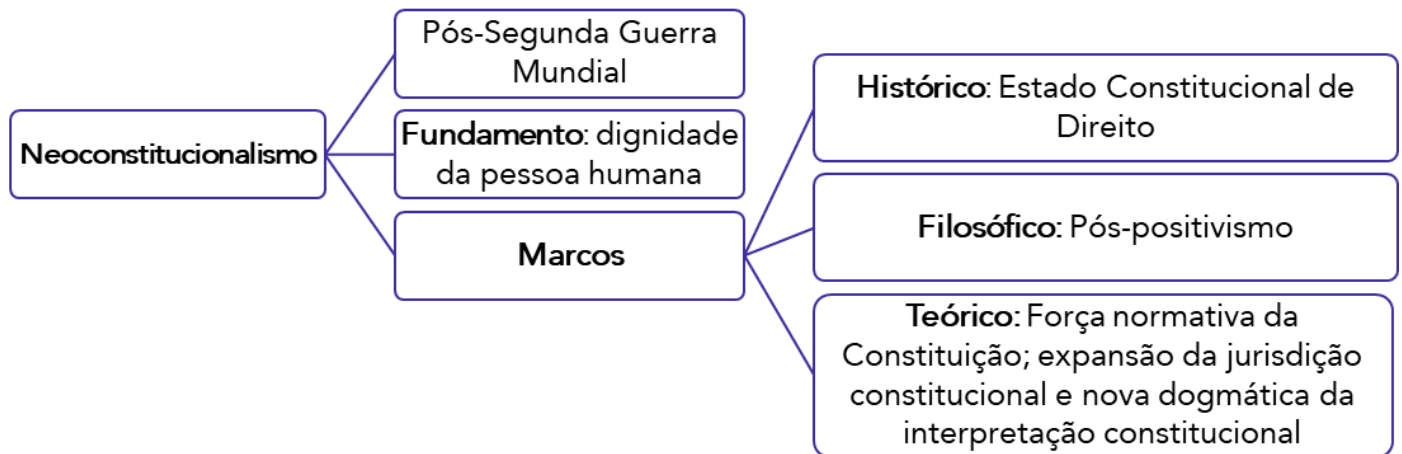 Neoconstitucionalismo
Pós-Segunda Guerra
Mundial
Fundamento: dignidade
da pessoa humana
Marcos
Histórico: Estado Constitucional de
Direito
Filosófico: Pós-positivismo
Teórico: Força normativa da
Constituição; expansão da jurisdição
constitucional e nova dogmática da
interpretação constitucional